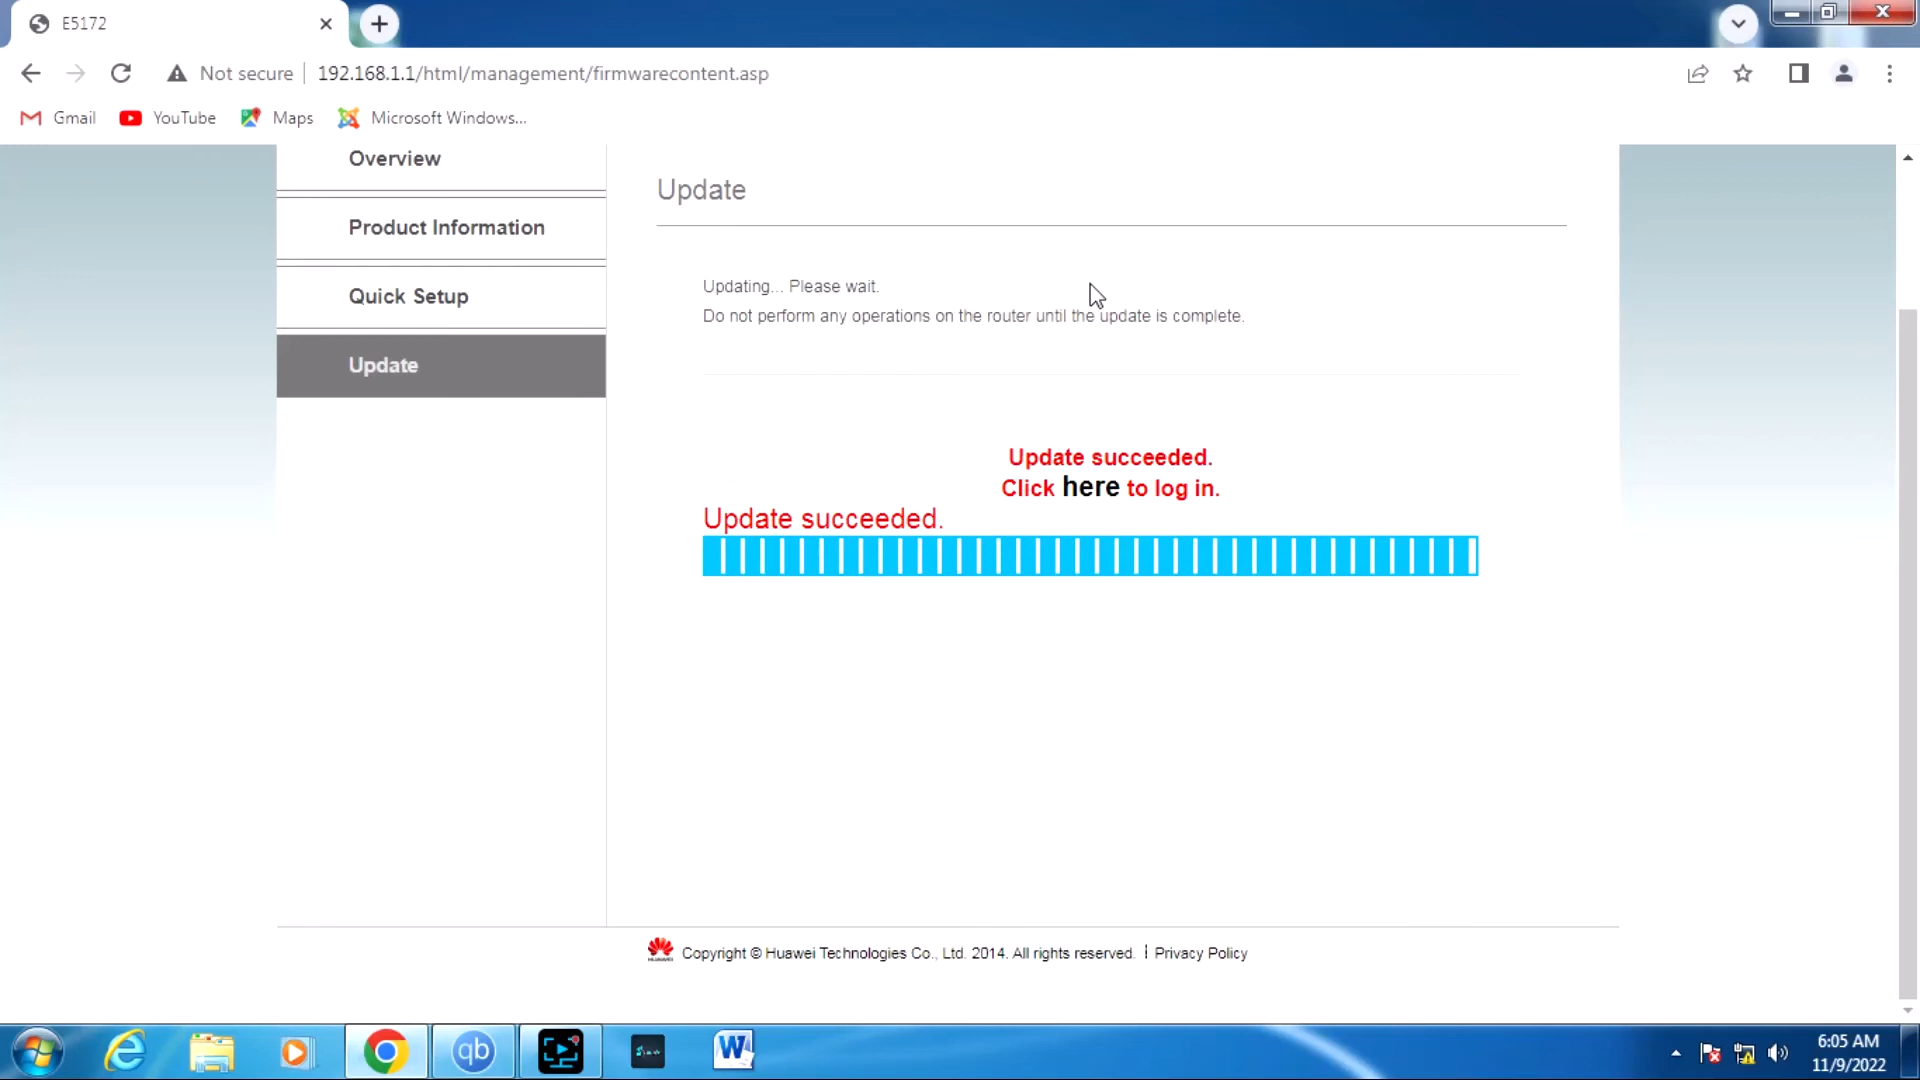 E5172
Not secure
192.168.1.1/html/management/firmwarecontent.asp
Gmail
YouTube
Maps
Microsoft Windows...
Overview
Product Information
Quick Setup
Update
Update
Updating... Please wait.
Do not perform any operations on the router until the update is complete.
Update succeeded.
Click here to log in.
Update succeeded.
HUAWEI
Copyright © Huawei Technologies Co., Ltd. 2014. All rights reserved. | Privacy Policy
qb
W
6:05 AM
11/9/2022